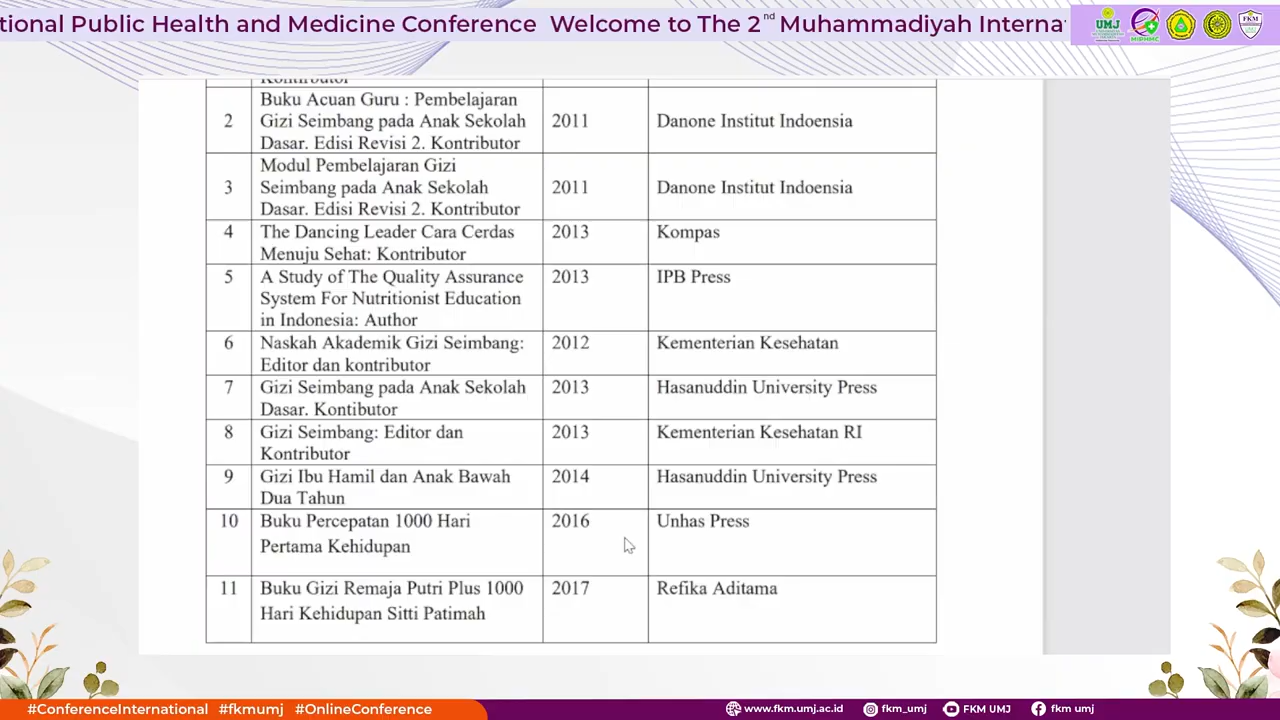 tional Public Health and Medicine Conference Welcome to The 2nd Muhammadiyah Interna
UMJ
FKM
Kontributor
2 Buku Acuan Guru : Pembelajaran Gizi Seimbang pada Anak Sekolah Dasar. Edisi Revisi 2. Kontributor 2011 Danone Institut Indoensia
3 Modul Pembelajaran Gizi Seimbang pada Anak Sekolah Dasar. Edisi Revisi 2. Kontributor 2011 Danone Institut Indoensia
4 The Dancing Leader Cara Cerdas Menuju Sehat: Kontributor 2013 Kompas
5 A Study of The Quality Assurance System For Nutritionist Education in Indonesia: Author 2013 IPB Press
6 Naskah Akademik Gizi Seimbang: Editor dan kontributor 2012 Kementerian Kesehatan
7 Gizi Seimbang pada Anak Sekolah Dasar. Kontibutor 2013 Hasanuddin University Press
8 Gizi Seimbang: Editor dan Kontributor 2013 Kementerian Kesehatan RI
9 Gizi Ibu Hamil dan Anak Bawah Dua Tahun 2014 Hasanuddin University Press
10 Buku Percepatan 1000 Hari Pertama Kehidupan 2016 Unhas Press
11 Buku Gizi Remaja Putri Plus 1000 Hari Kehidupan Sitti Patimah 2017 Refika Aditama
#ConferenceInternational #fkmumj #OnlineConference
www.fkm.umj.ac.id fkm_umj FKM UMJ fkm umj